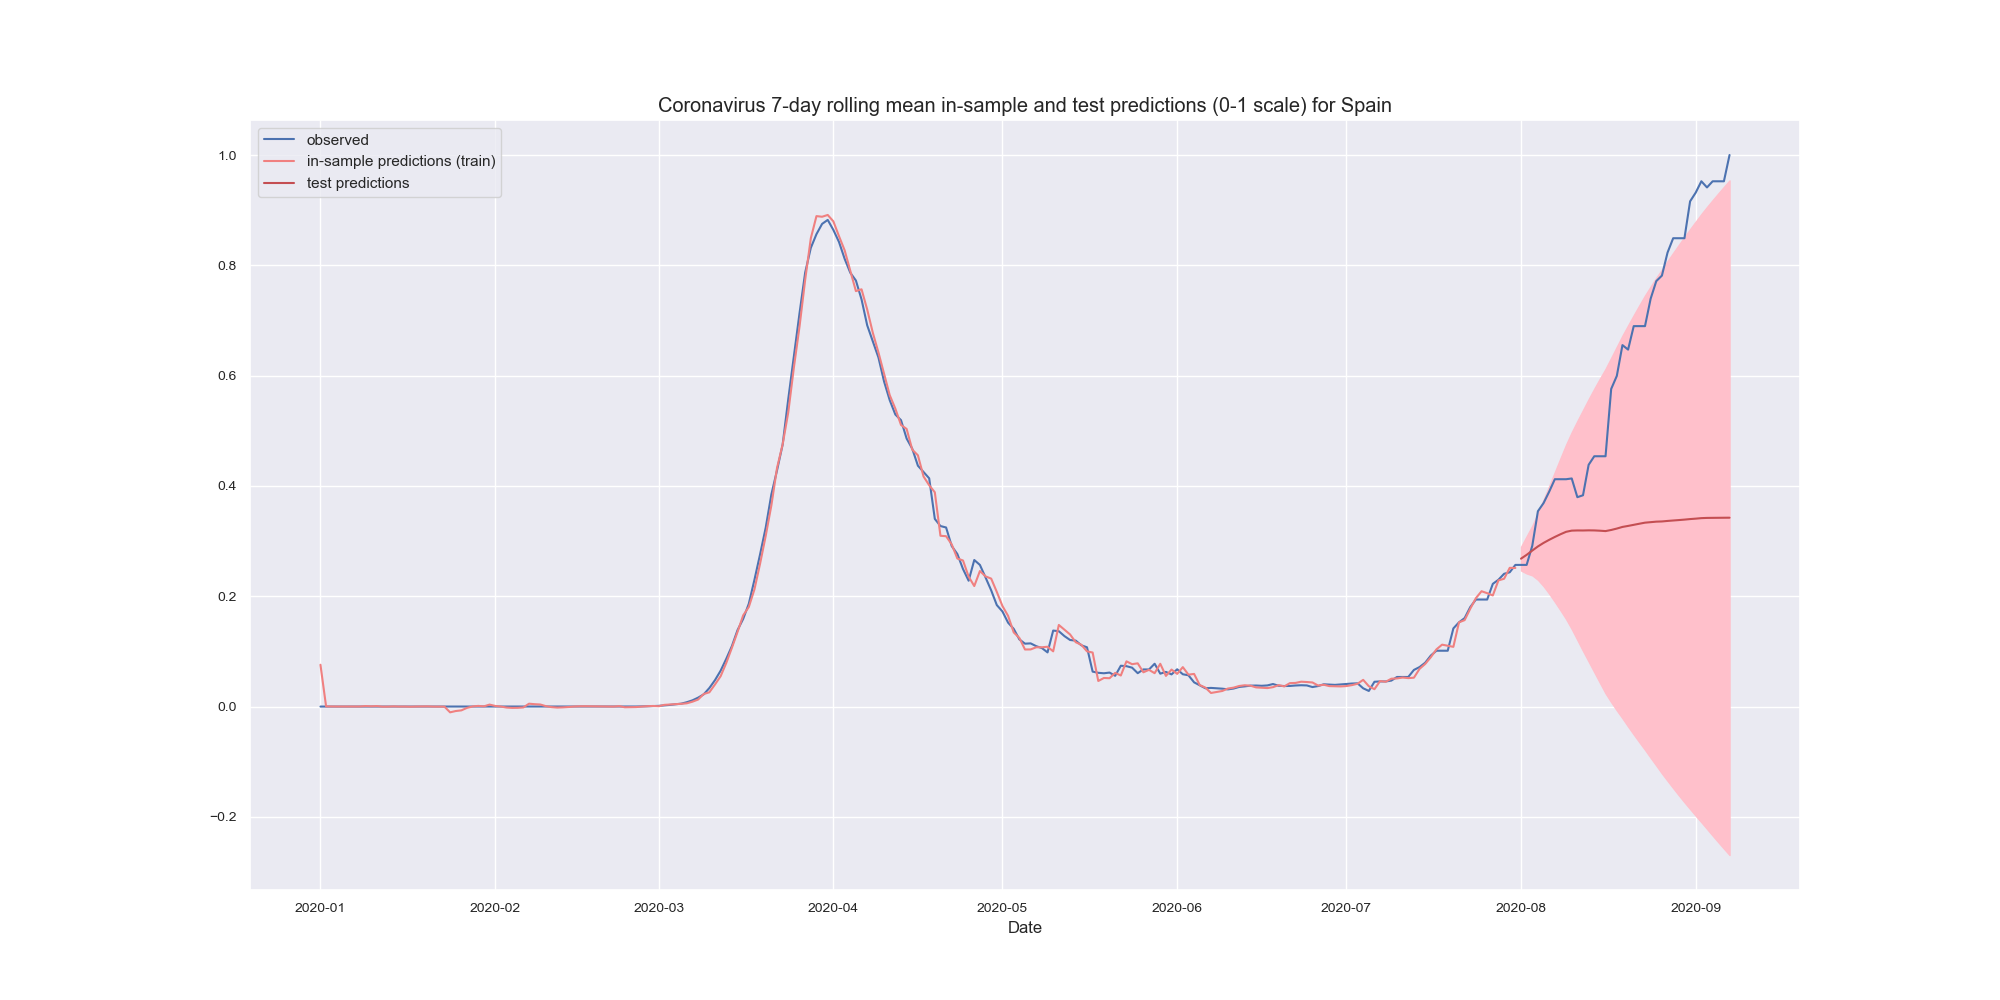 Coronavirus 7-day rolling mean in-sample and test predictions (0-1 scale) for Spain
observed
in-sample predictions (train)
test predictions
1.0
0.8
0.6
0.4
0.2
0.0
−0.2
2020-01 2020-02 2020-03 2020-04 2020-05 2020-06 2020-07 2020-08 2020-09
Date